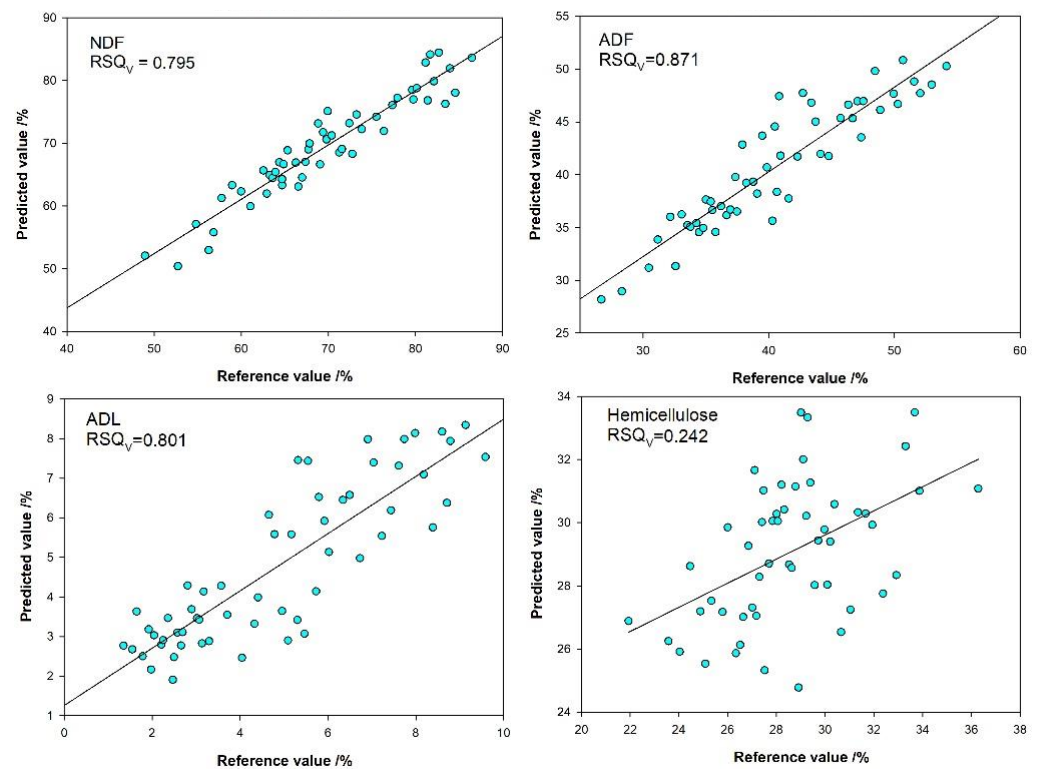 NDF
RSQV = 0.795
90
80
70
60
50
40
40 50 60 70 80 90
Predicted value /%
Reference value /%
ADF
RSQV=0.871
55
50
45
40
35
30
25
30 40 50 60
Predicted value /%
Reference value /%
ADL
RSQV=0.801
9
8
7
6
5
4
3
2
1
0 2 4 6 8 10
Predicted value /%
Reference value /%
Hemicellulose
RSQV=0.242
34
32
30
28
26
24
20 22 24 26 28 30 32 34 36 38
Predicted value /%
Reference value /%